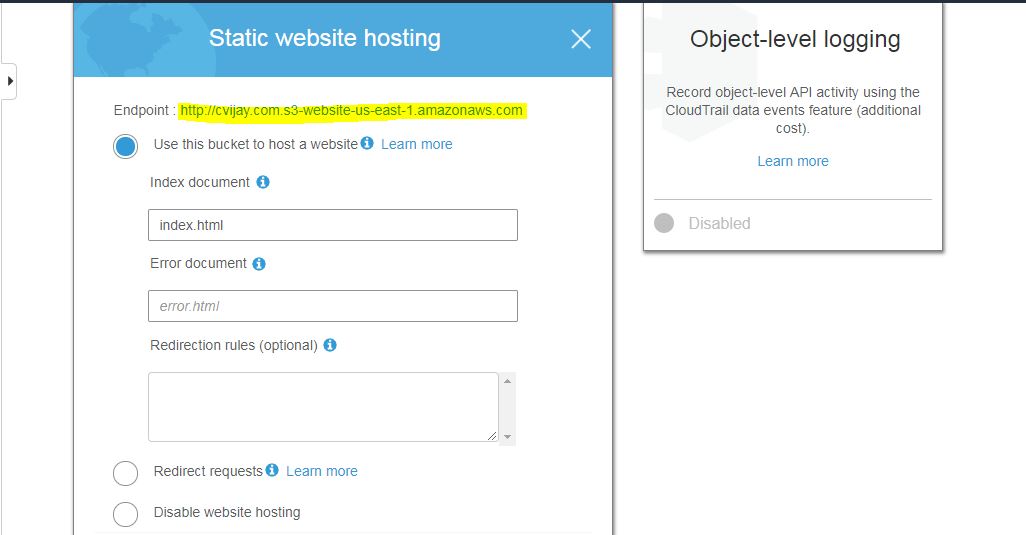 Static website hosting
Endpoint : http://cvijay.com.s3-website-us-east-1.amazonaws.com
Use this bucket to host a website Learn more
Index document
index.html
Error document
error.html
Redirection rules (optional)
Redirect requests Learn more
Disable website hosting
Object-level logging
Record object-level API activity using the
CloudTrail data events feature (additional
cost).
Learn more
Disabled